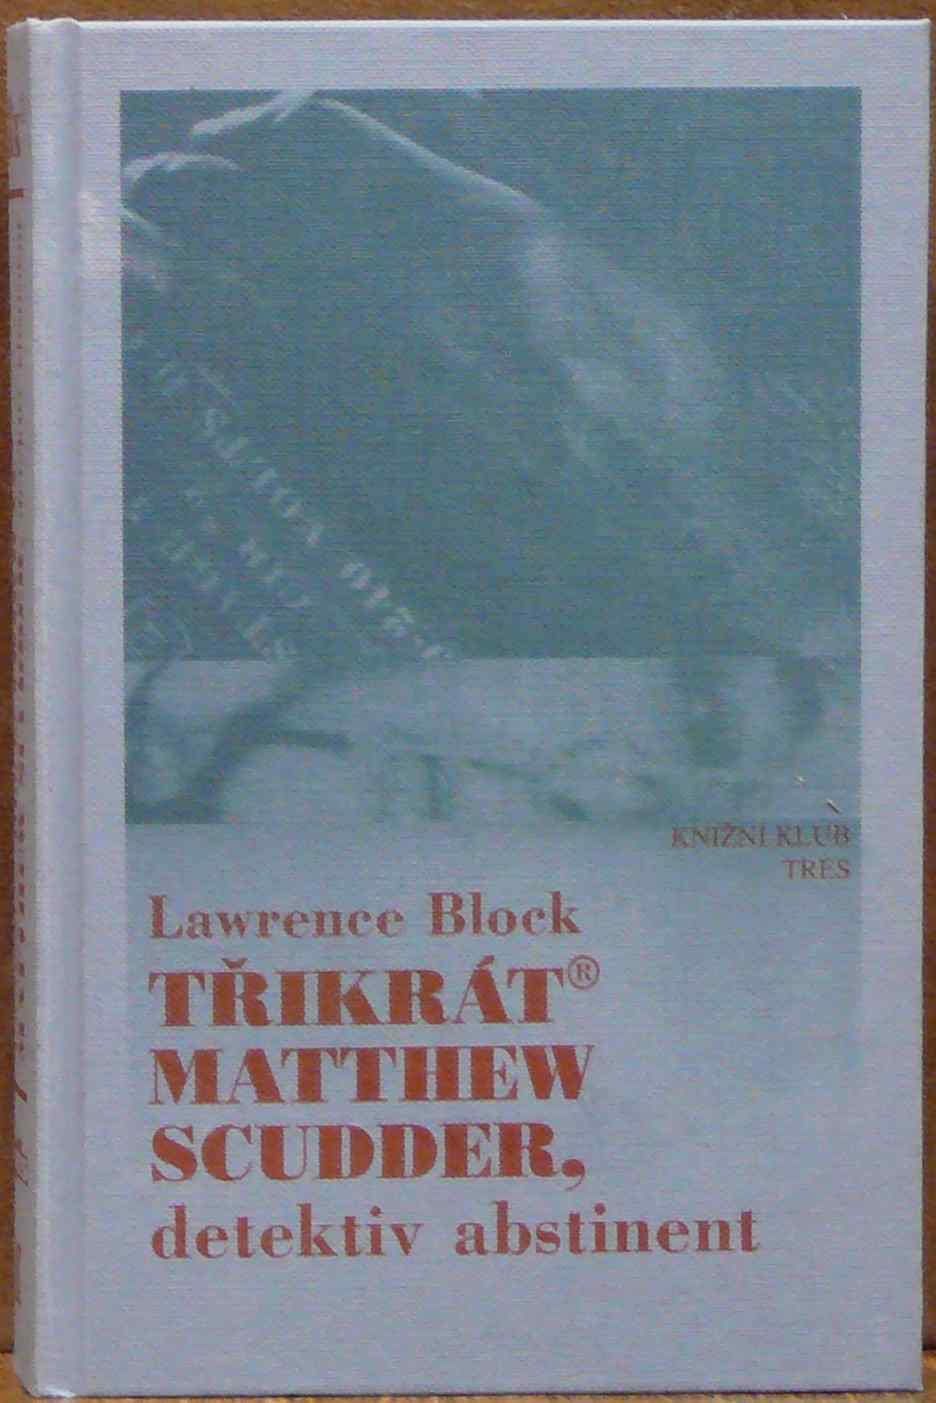 KNIŽNÍ KLUB
TRES
Lawrence Block
TŘIKRÁT®
MATTHEW
SCUDDER,
detektiv abstinent